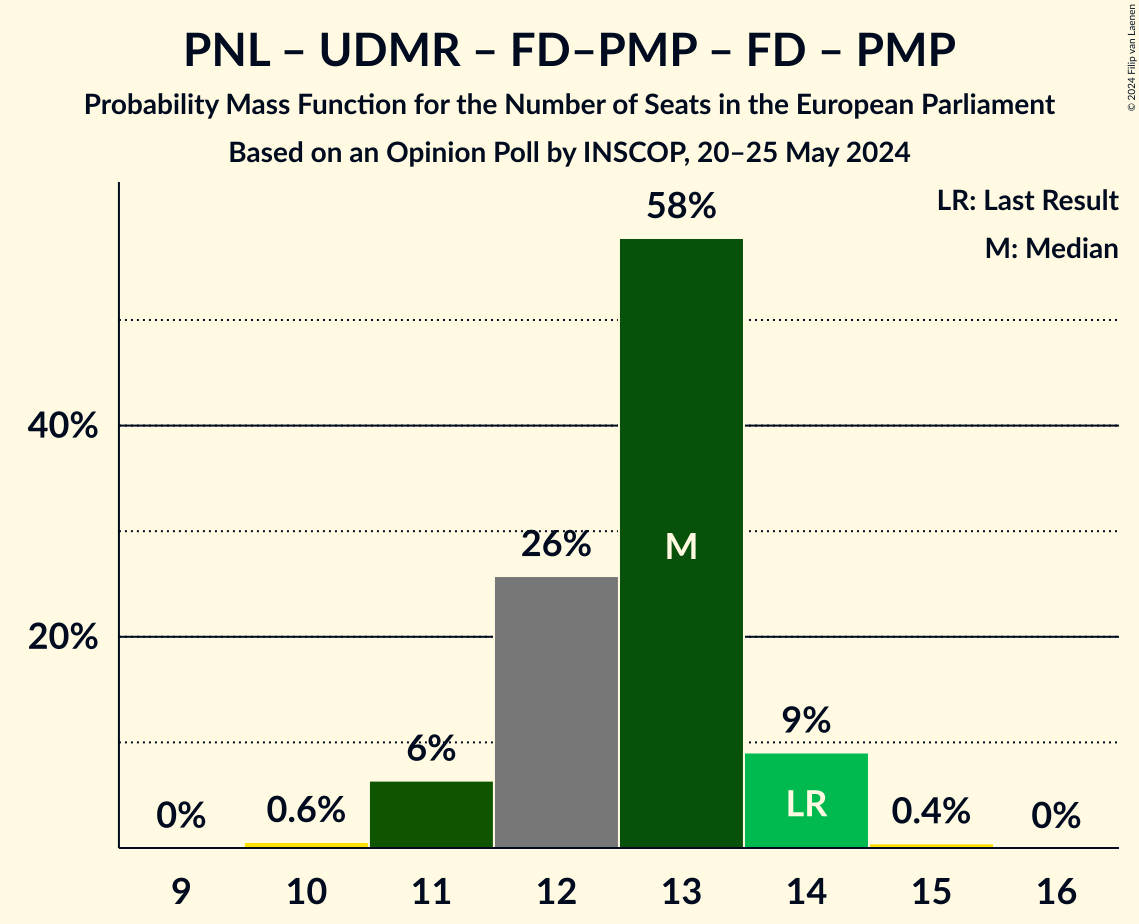 PNL – UDMR – FD–PMP – FD – PMP
Probability Mass Function for the Number of Seats in the European Parliament
Based on an Opinion Poll by INSCOP, 20–25 May 2024
© 2024 Filip van Laenen
LR: Last Result
M: Median
58%
40%
26%
M
20%
9%
6%
LR
0%
0.6%
0.4%
0%
9 10 11 12 13 14 15 16